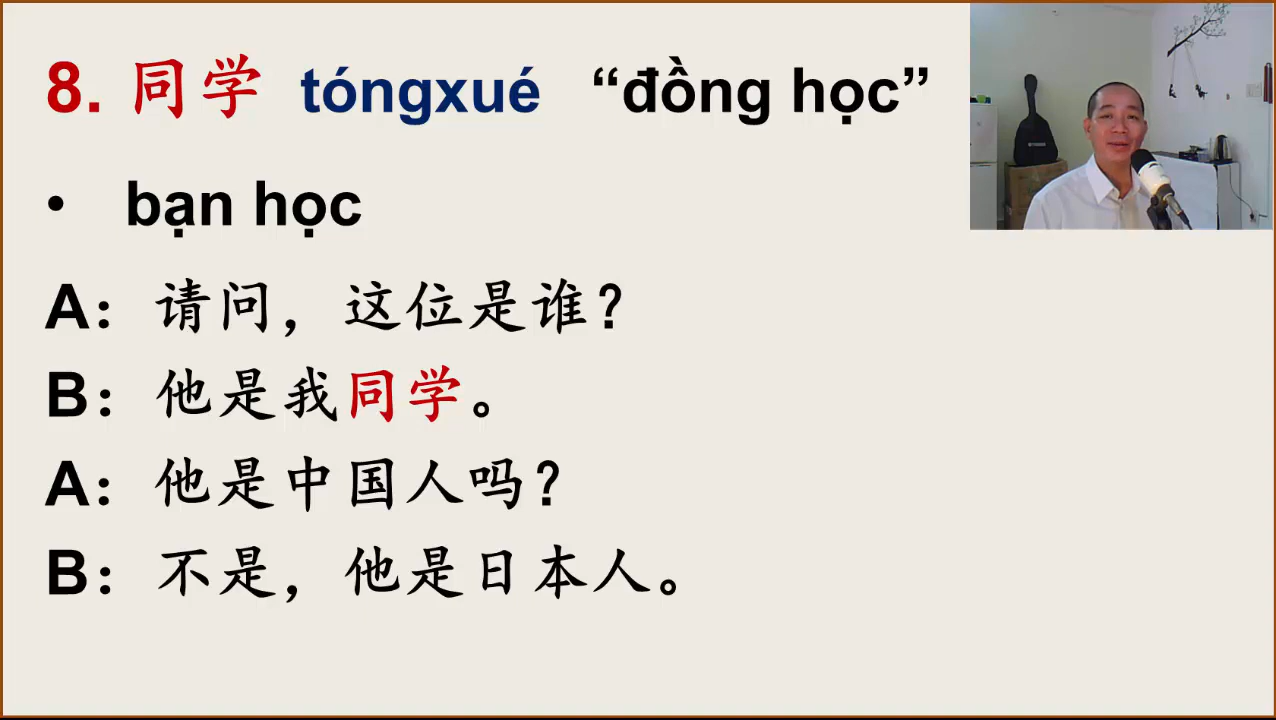 8. 同学 tóngxué “đồng học”
• bạn học
A：请问，这位是谁？
B：他是我同学。
A：他是中国人吗？
B：不是，他是日本人。